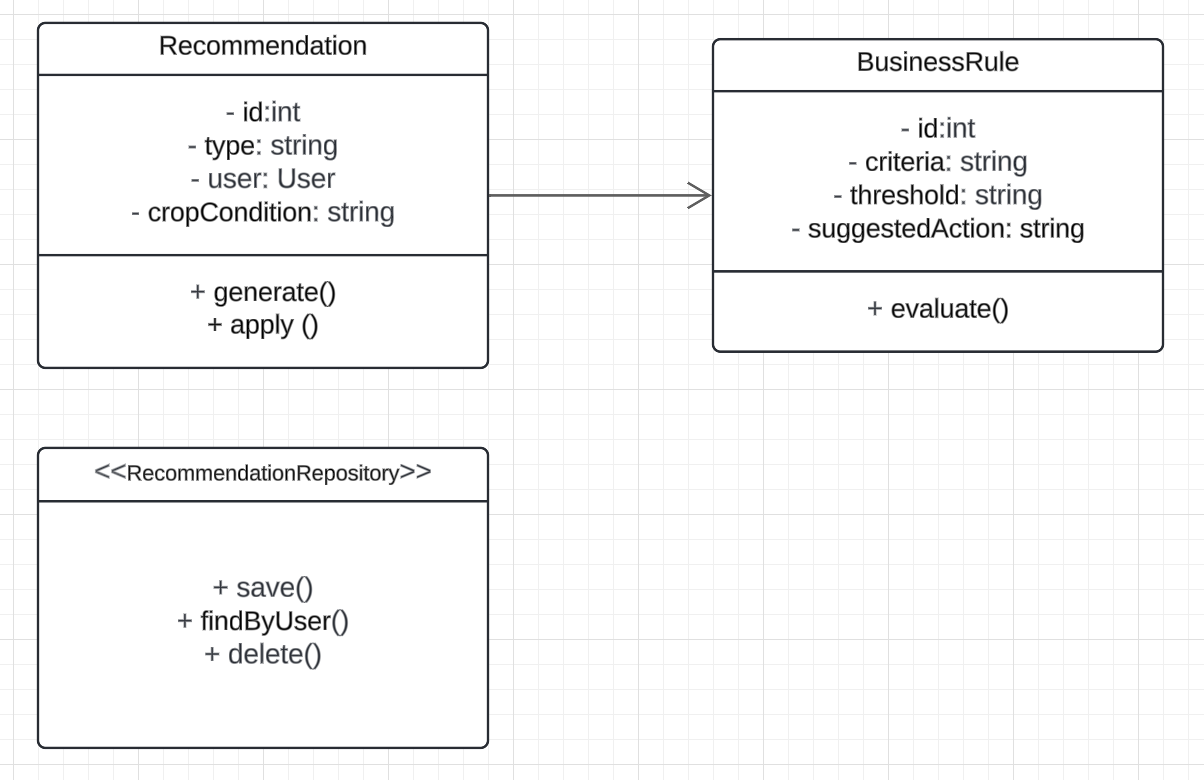 Recommendation
- id:int
- type: string
- user: User
- cropCondition: string
+ generate()
+ apply ()
BusinessRule
- id:int
- criteria: string
- threshold: string
- suggestedAction: string
+ evaluate()
<<RecommendationRepository>>
+ save()
+ findByUser()
+ delete()